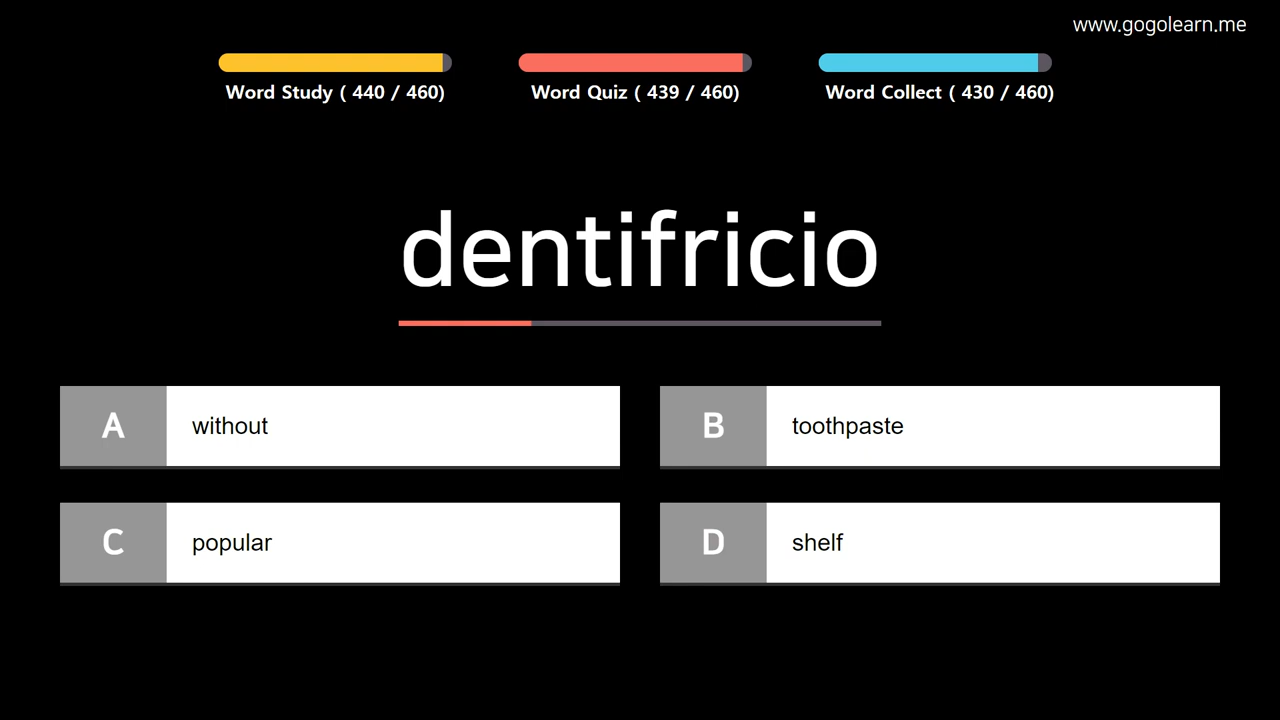 www.gogolearn.me
Word Study ( 440 / 460)
Word Quiz ( 439 / 460)
Word Collect ( 430 / 460)
dentifricio
A without
B toothpaste
C popular
D shelf